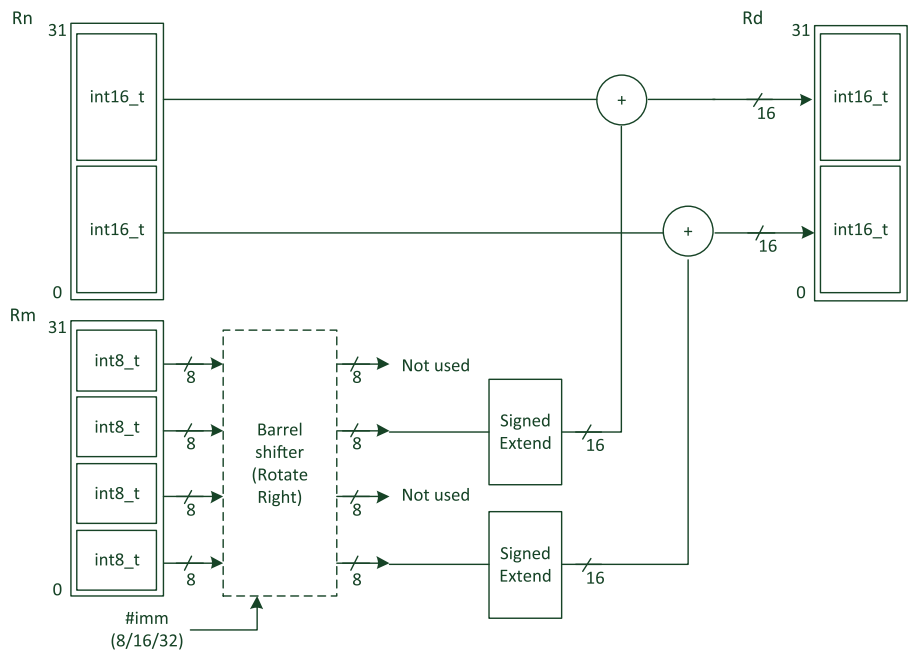 Rn
Rd
31
31
int16_t
+
16
int16_t
int16_t
+
16
int16_t
0
0
Rm
31
int8_t
8
8
Not used
int8_t
8
Barrel
shifter
(Rotate
Right)
8
Signed
Extend
16
int8_t
8
8
Not used
int8_t
8
8
Signed
Extend
16
0
#imm
(8/16/32)